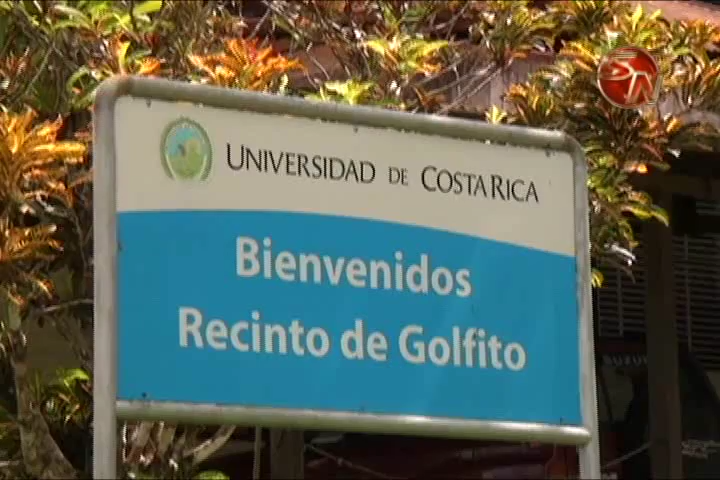 UNIVERSIDAD DE COSTA RICA
Bienvenidos
Recinto de Golfito